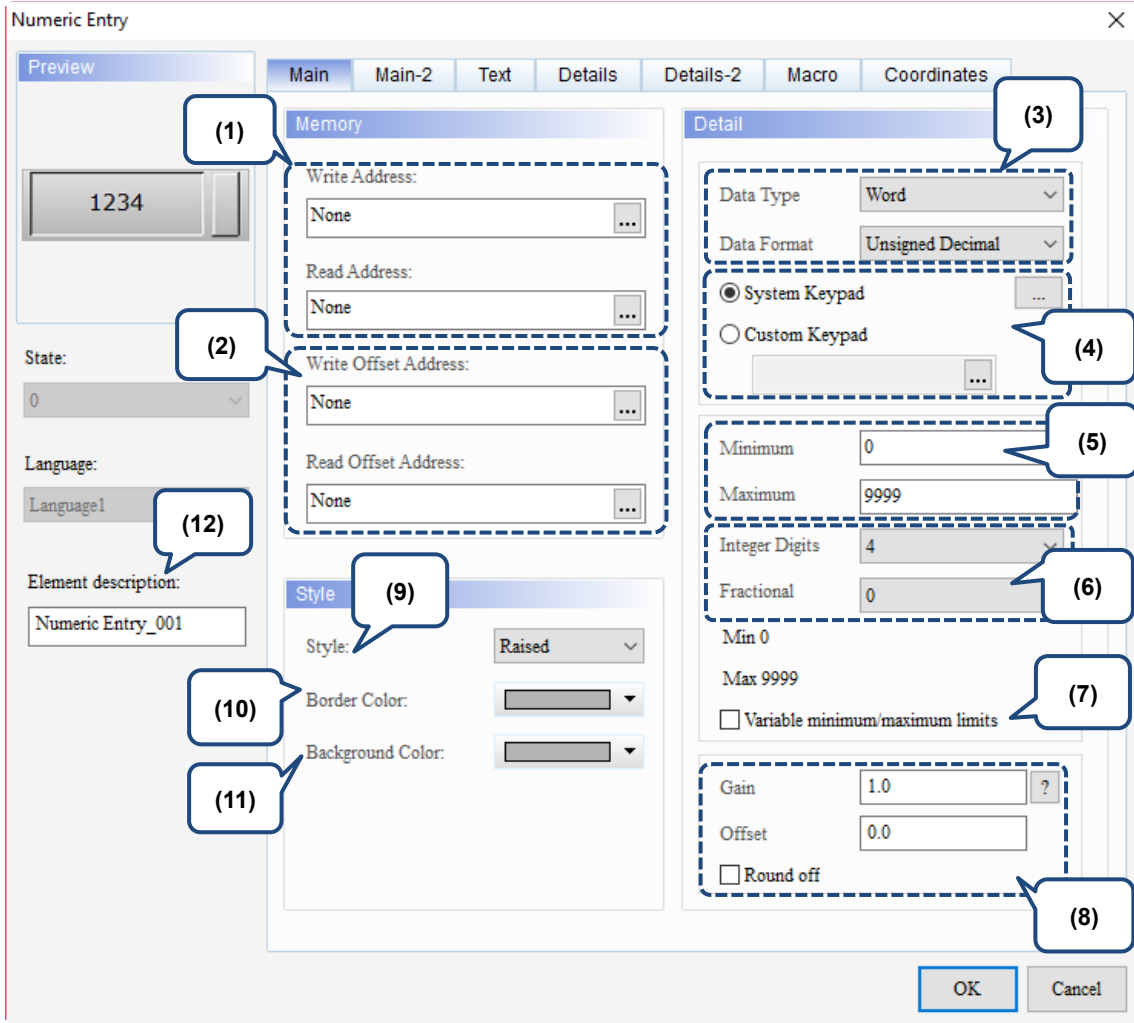 Numeric Entry
Preview
1234
State:
0
Language:
Language1
(12)
Element description:
Numeric Entry_001
Main Main-2 Text Details Details-2 Macro Coordinates
(1)
Memory
Write Address:
None ...
Read Address:
None ...
(2)
Write Offset Address:
None ...
Read Offset Address:
None ...
Style
(9)
Style: Raised
(10)
Border Color:
Background Color:
(11)
Detail
(3)
Data Type Word
Data Format Unsigned Decimal
System Keypad ...
Custom Keypad
(4)
...
Minimum 0
(5)
Maximum 9999
Integer Digits 4
Fractional 0
(6)
Min 0
Max 9999
(7)
Variable minimum/maximum limits
Gain 1.0 ?
Offset 0.0
Round off
(8)
OK Cancel